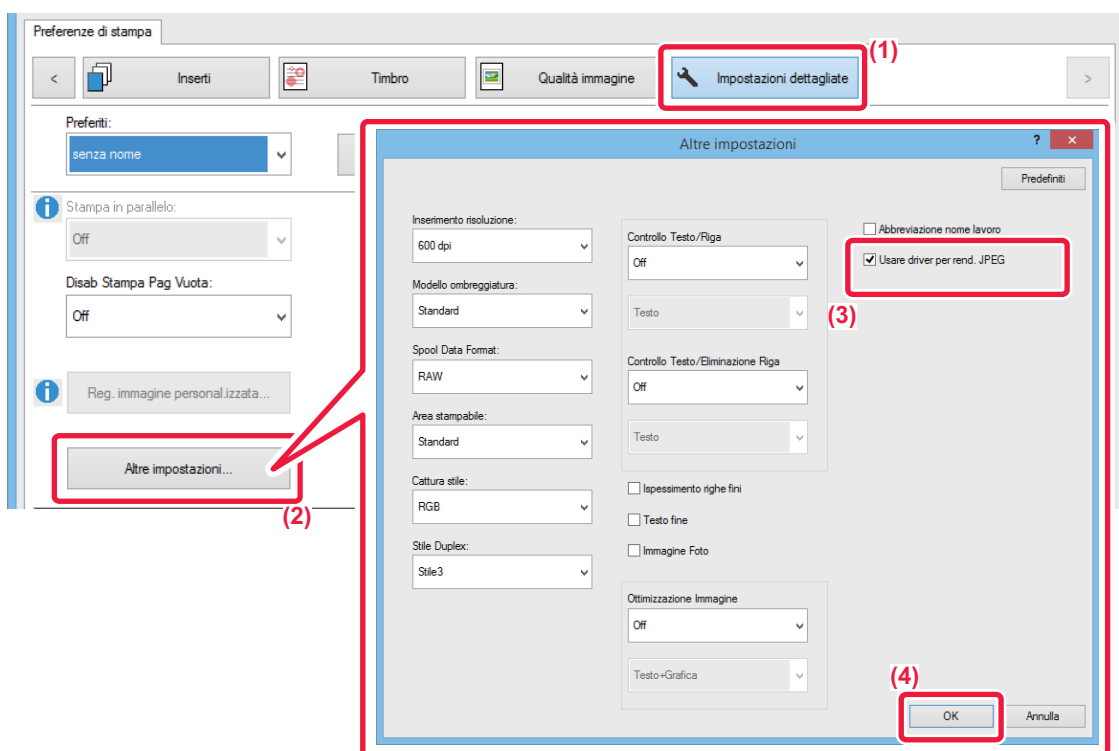 Preferenze di stampa
(1)
<
Inserti
Timbro
Qualità immagine
Impostazioni dettagliate
>
Preferiti:
senza nome
Stampa in parallelo:
Off
Disab Stampa Pag Vuota:
Off
Reg. immagine personal.izzata...
Altre impostazioni...
(2)
Altre impostazioni
?
×
Predefiniti
Inserimento risoluzione:
600 dpi
Modello ombreggiatura:
Standard
Spool Data Format:
RAW
Area stampabile:
Standard
Cattura stile:
RGB
Stile Duplex:
Stile3
Controllo Testo/Riga
Off
Testo
Controllo Testo/Eliminazione Riga
Off
Testo
Ispessimento righe fini
Testo fine
Immagine Foto
Ottimizzazione Immagine
Off
Testo+Grafica
Abbreviazione nome lavoro
Usare driver per rend. JPEG
(3)
(4)
OK
Annulla